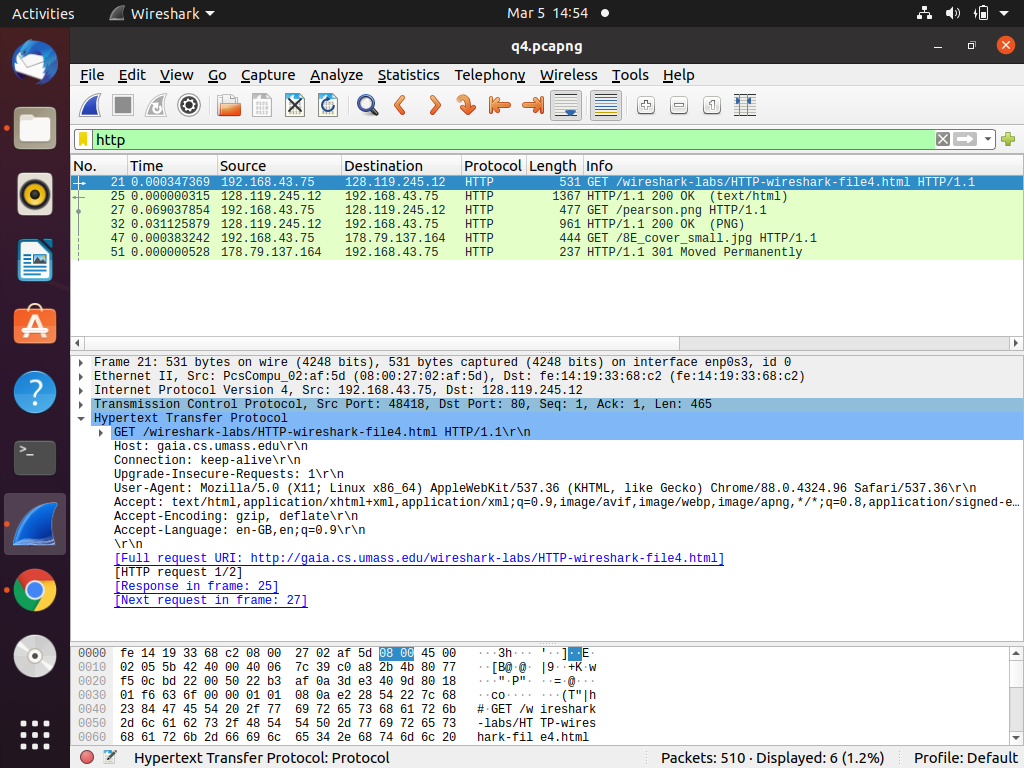 Activities Wireshark Mar 5 14:54
q4.pcapng
File Edit View Go Capture Analyze Statistics Telephony Wireless Tools Help
http
No. Time Source Destination Protocol Length Info
21 0.000347369 192.168.43.75 128.119.245.12 HTTP 531 GET /wireshark-labs/HTTP-wireshark-file4.html HTTP/1.1
25 0.000000315 128.119.245.12 192.168.43.75 HTTP 1367 HTTP/1.1 200 OK (text/html)
27 0.069037854 192.168.43.75 128.119.245.12 HTTP 477 GET /pearson.png HTTP/1.1
32 0.031125879 128.119.245.12 192.168.43.75 HTTP 961 HTTP/1.1 200 OK (PNG)
47 0.000383242 192.168.43.75 178.79.137.164 HTTP 444 GET /8E_cover_small.jpg HTTP/1.1
51 0.000000528 178.79.137.164 192.168.43.75 HTTP 237 HTTP/1.1 301 Moved Permanently
Frame 21: 531 bytes on wire (4248 bits), 531 bytes captured (4248 bits) on interface enp0s3, id 0
Ethernet II, Src: PcsCompu_02:af:5d (08:00:27:02:af:5d), Dst: fe:14:19:33:68:c2 (fe:14:19:33:68:c2)
Internet Protocol Version 4, Src: 192.168.43.75, Dst: 128.119.245.12
Transmission Control Protocol, Src Port: 48418, Dst Port: 80, Seq: 1, Ack: 1, Len: 465
Hypertext Transfer Protocol
GET /wireshark-labs/HTTP-wireshark-file4.html HTTP/1.1\r\n
Host: gaia.cs.umass.edu\r\n
Connection: keep-alive\r\n
Upgrade-Insecure-Requests: 1\r\n
User-Agent: Mozilla/5.0 (X11; Linux x86_64) AppleWebKit/537.36 (KHTML, like Gecko) Chrome/88.0.4324.96 Safari/537.36\r\n
Accept: text/html,application/xhtml+xml,application/xml;q=0.9,image/avif,image/webp,image/apng,*/*;q=0.8,application/signed-e…
Accept-Encoding: gzip, deflate\r\n
Accept-Language: en-GB,en;q=0.9\r\n
\r\n
[Full request URI: http://gaia.cs.umass.edu/wireshark-labs/HTTP-wireshark-file4.html]
[HTTP request 1/2]
[Response in frame: 25]
[Next request in frame: 27]
0000 fe 14 19 33 68 c2 08 00 27 02 af 5d 08 00 45 00 ···3h··· '··]··E·
0010 02 05 5b 42 40 00 40 06 7c 39 c0 a8 2b 4b 80 77 ··[B@·@· |9··+K·w
0020 f5 0c bd 22 00 50 22 b3 af 0a 3d e3 40 9d 80 18 ···"·P"· ··=·@···
0030 01 f6 63 6f 00 00 01 01 08 0a e2 28 54 22 7c 68 ··co···· ···(T"|h
0040 23 84 47 45 54 20 2f 77 69 72 65 73 68 61 72 6b #·GET /w ireshark
0050 2d 6c 61 62 73 2f 48 54 54 50 2d 77 69 72 65 73 -labs/HT TP-wires
0060 68 61 72 6b 2d 66 69 6c 65 34 2e 68 74 6d 6c 20 hark-fil e4.html
Hypertext Transfer Protocol: Protocol Packets: 510 · Displayed: 6 (1.2%) Profile: Default